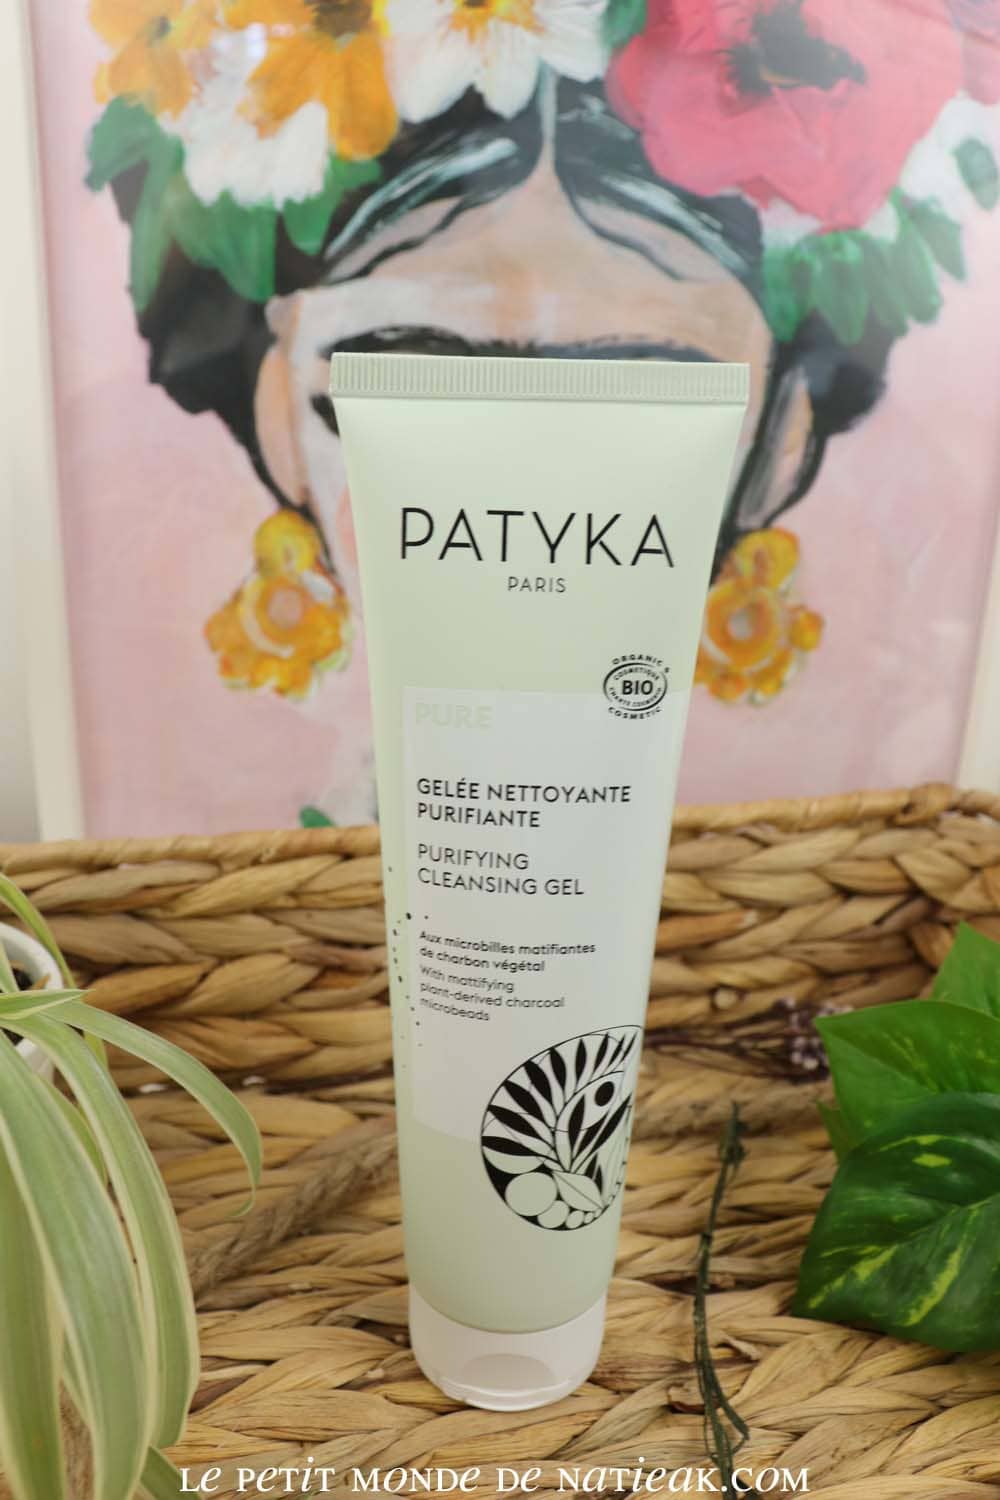 PATYKA
PARIS
ORGANIC &
COSMETIQUE
BIO
COSMETIC
PURE
GELÉE NETTOYANTE
PURIFIANTE
PURIFYING
CLEANSING GEL
Aux microbilles matifiantes
de charbon végétal
With mattifying
plant-derived charcoal
microbeads
LE PETIT MONDE DE NATIEAK.COM